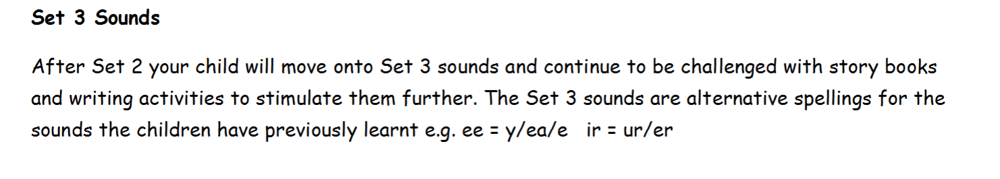 Set 3 Sounds
After Set 2 your child will move onto Set 3 sounds and continue to be challenged with story books
and writing activities to stimulate them further. The Set 3 sounds are alternative spellings for the
sounds the children have previously learnt e.g. ee = y/ea/e   ir = ur/er